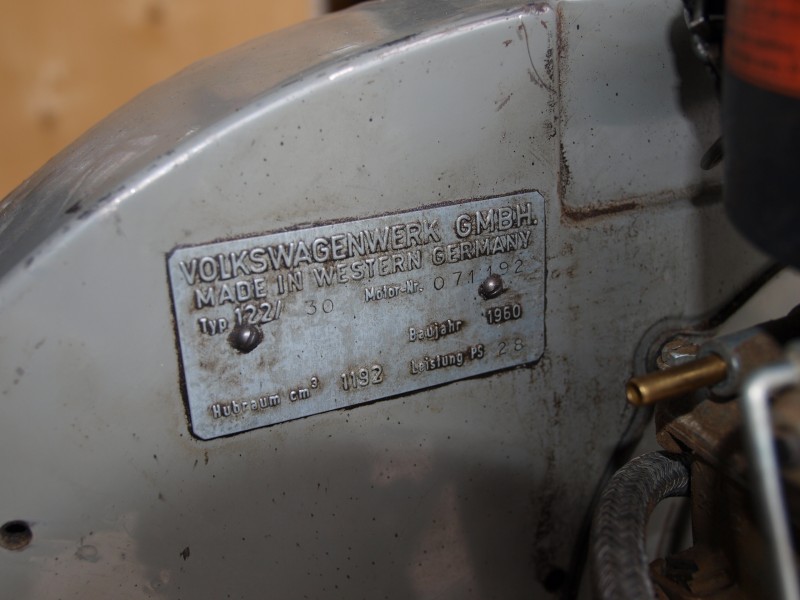 VOLKSWAGENWERK GMBH.
MADE IN WESTERN GERMANY
Typ 122/ 30 Motor-Nr. 071192
Baujahr 1960
Hubraum cm³ 1192 Leistung PS 28